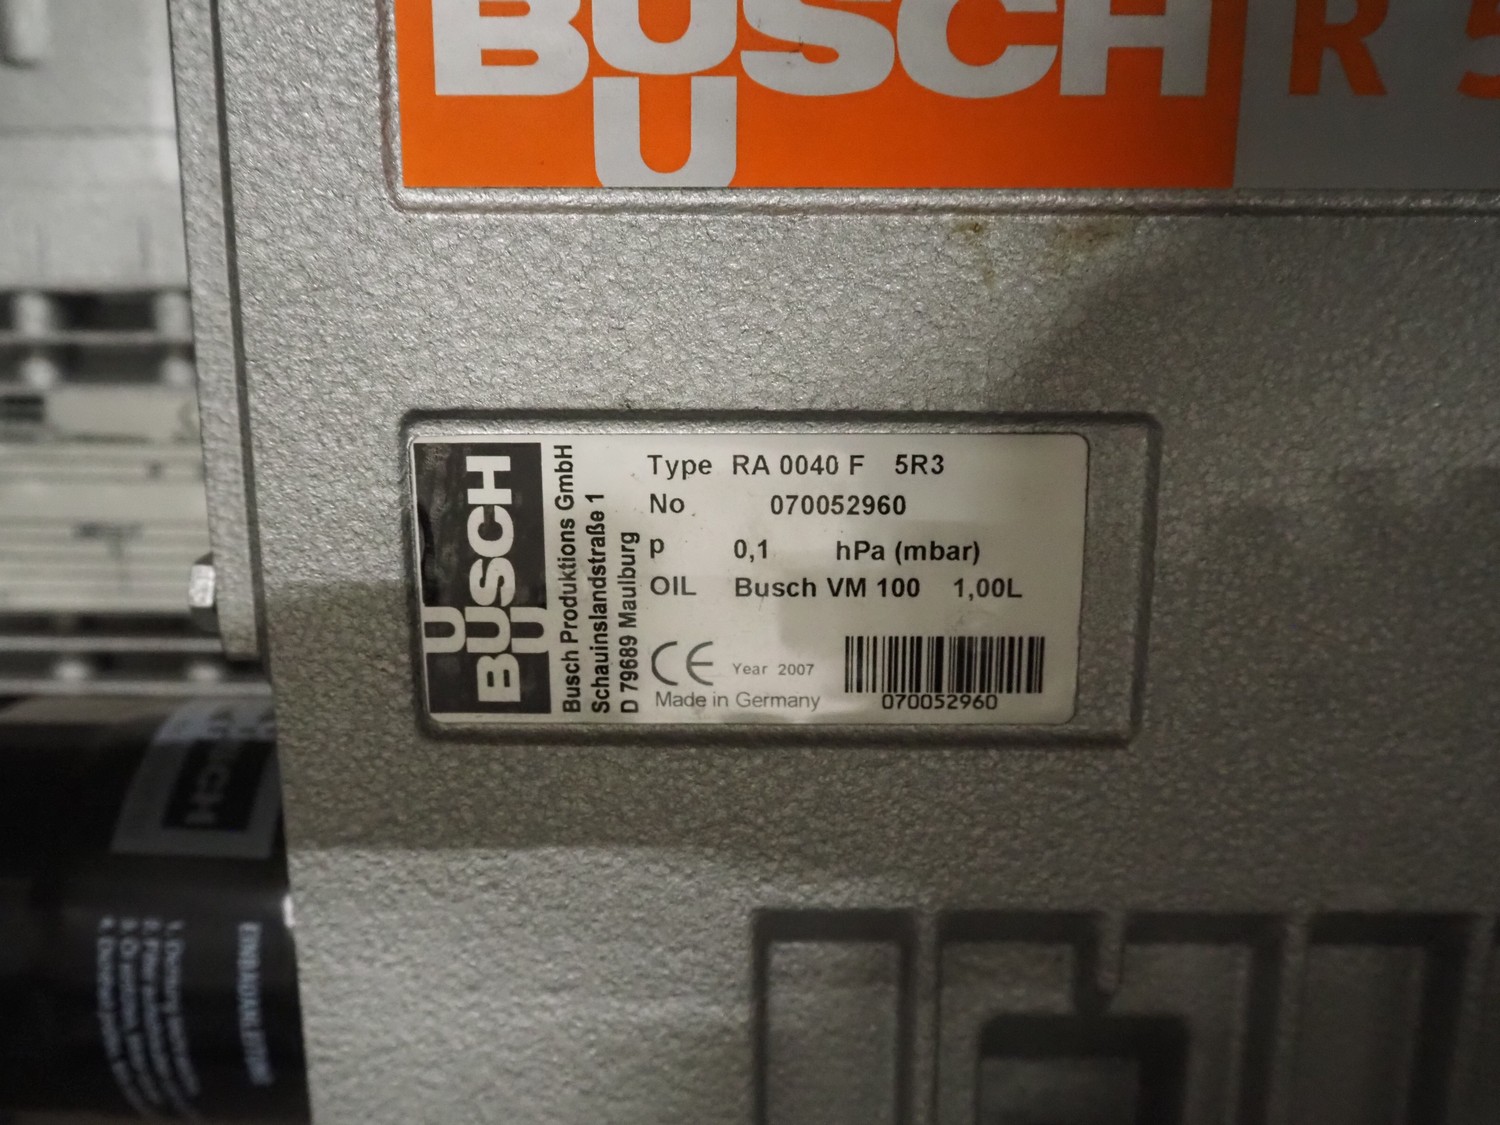 BUSCH R 5
U
Type RA 0040 F 5R3
No 070052960
p 0,1 hPa (mbar)
OIL Busch VM 100 1,00L
CE Year 2007
Made in Germany
070052960
U
BUSCH
U
Busch Produktions GmbH
Schauinslandstraße 1
D 79689 Maulburg